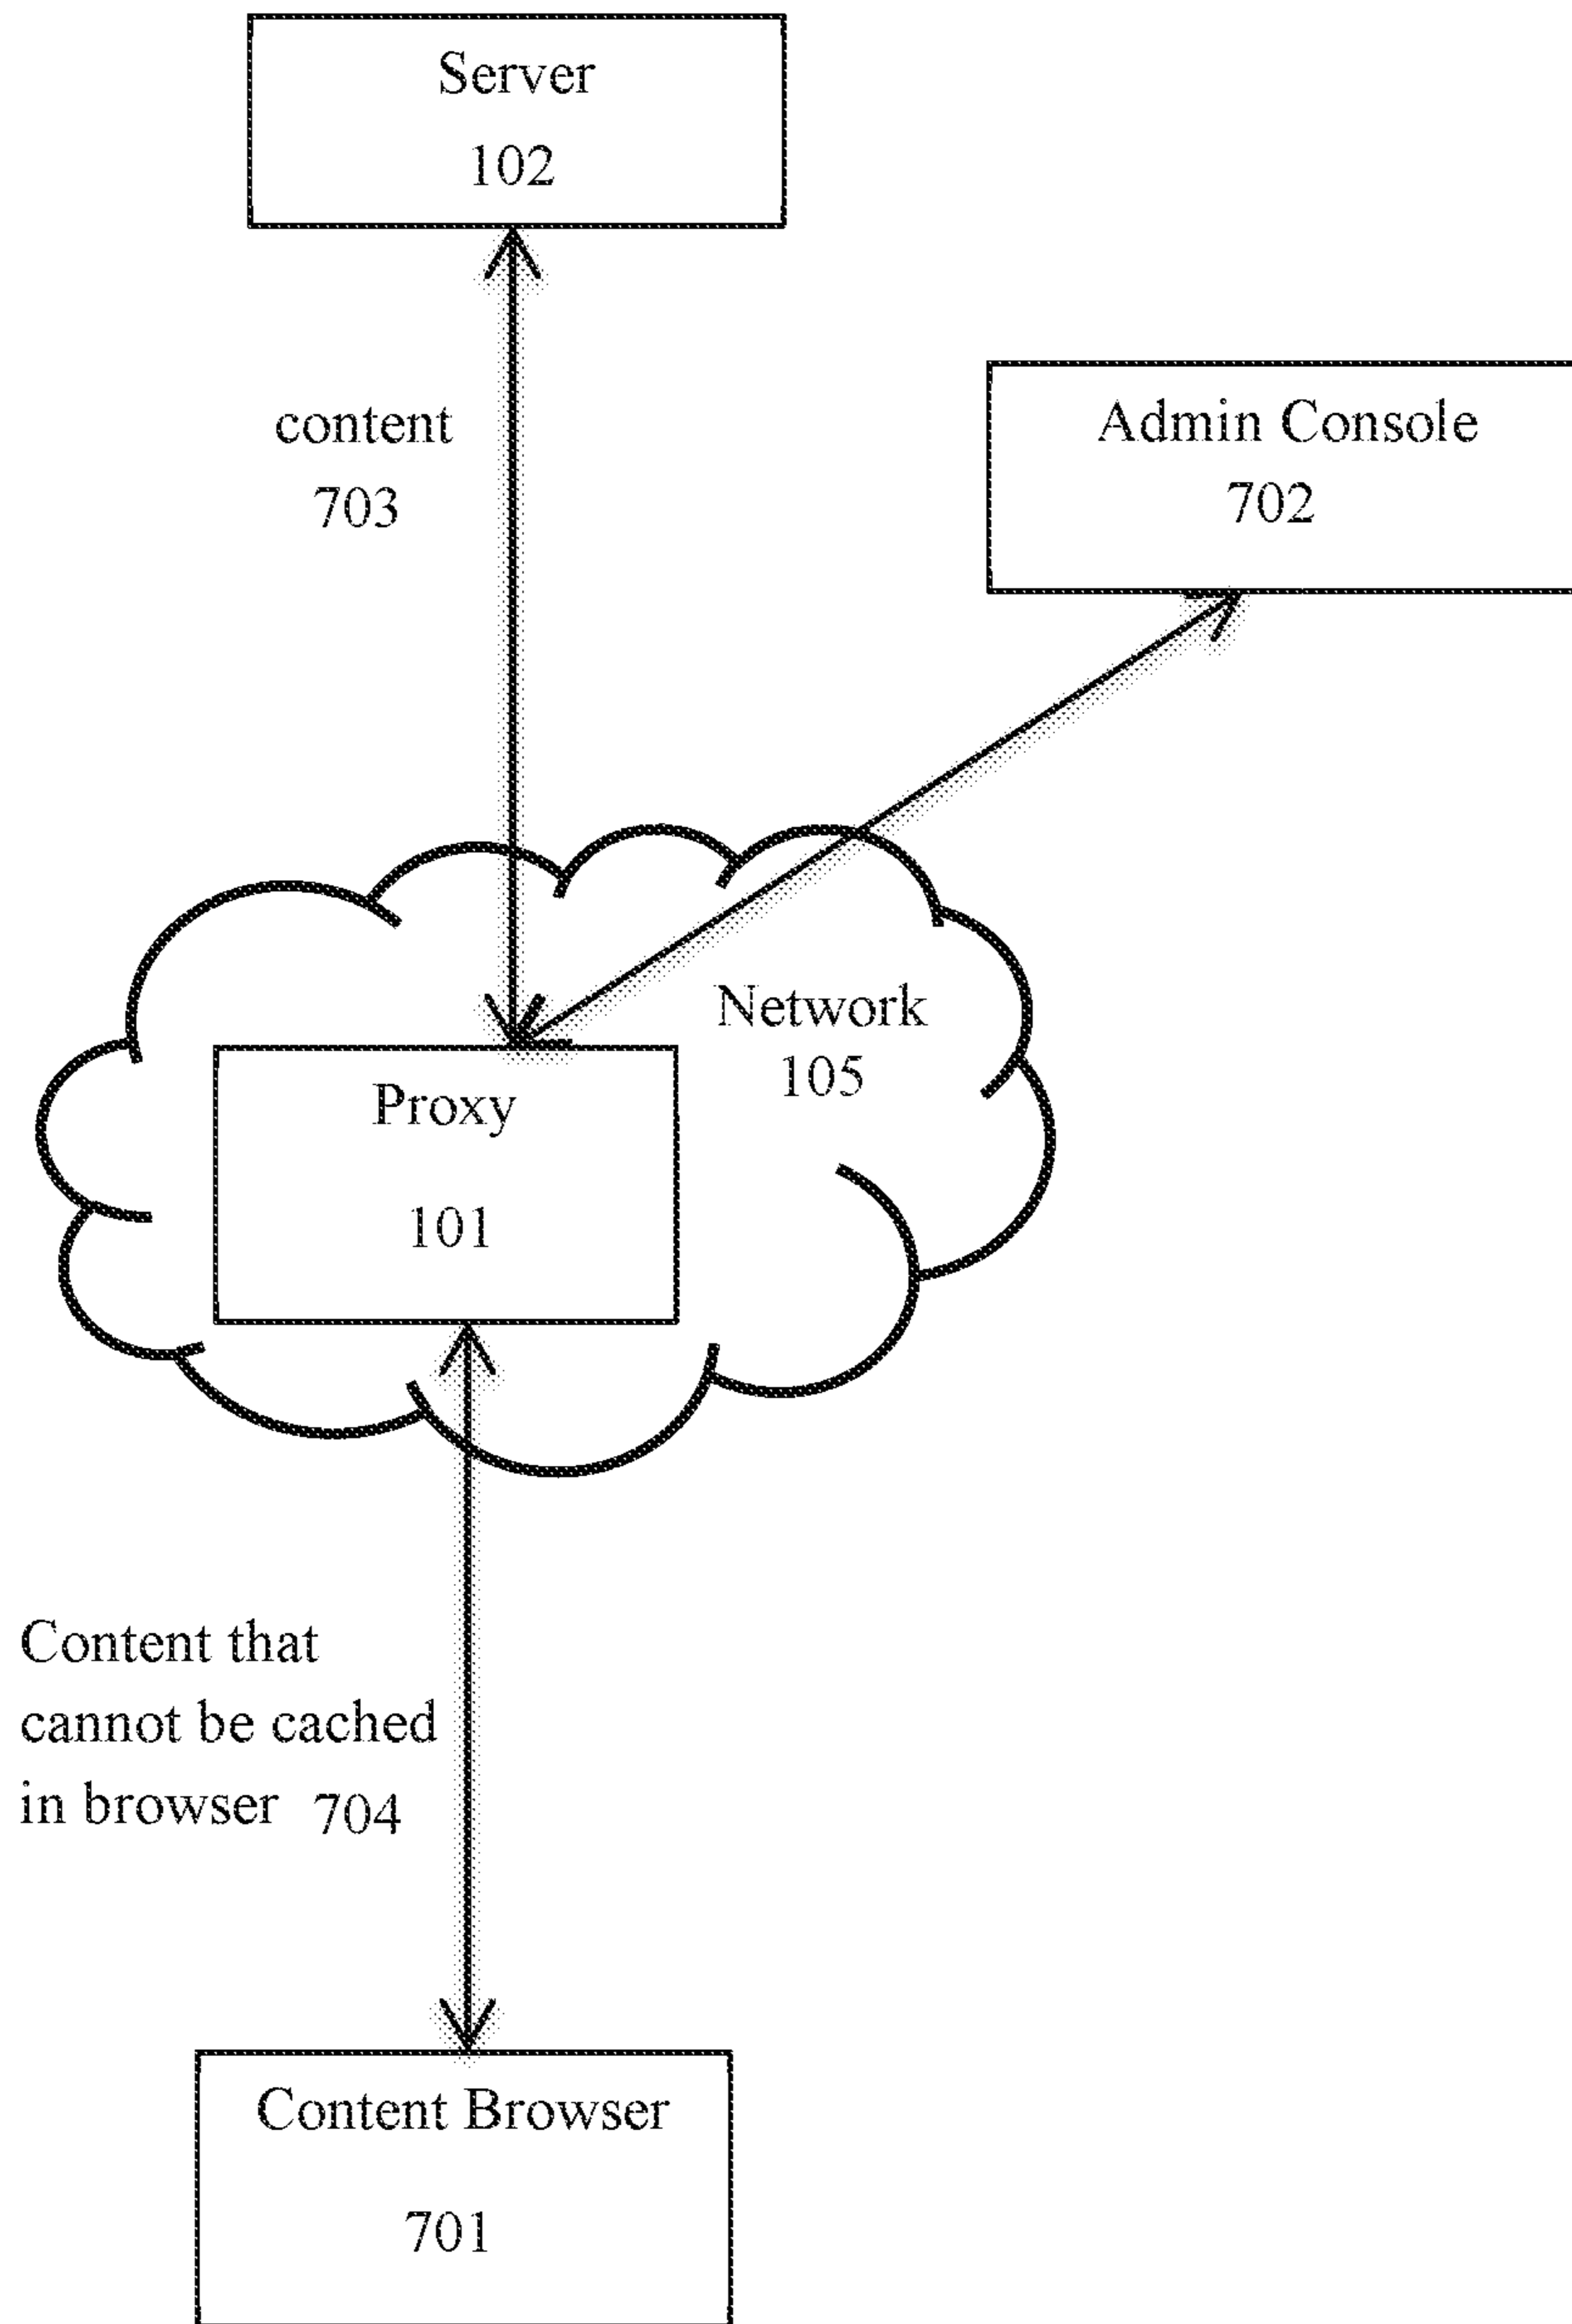 Server
102
content
703
Admin Console
702
Network
105
Proxy
101
Content that
cannot be cached
in browser 704
Content Browser
701